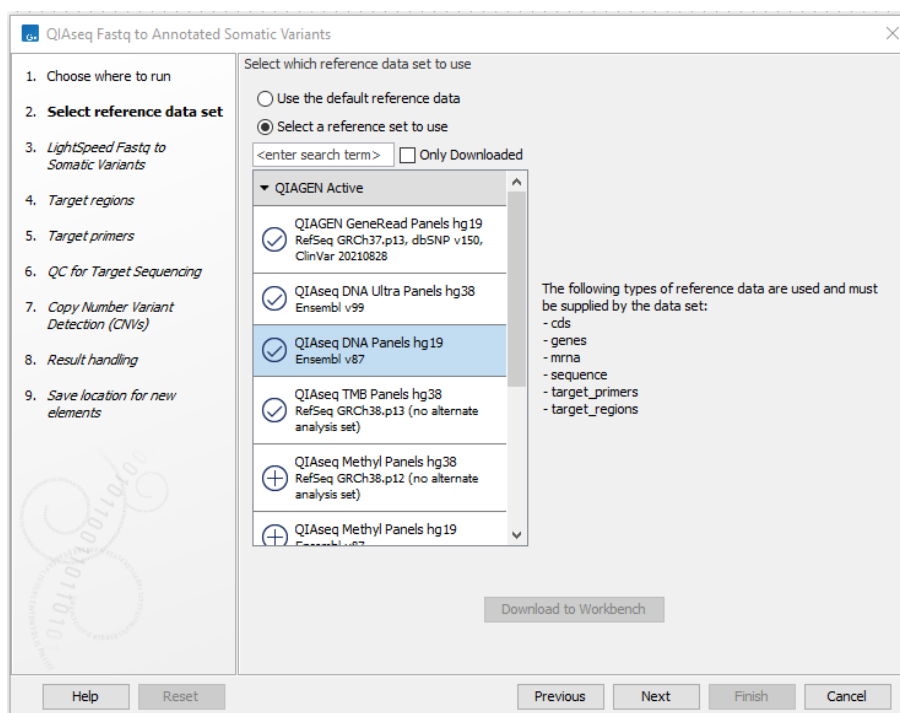 QIAseq Fastq to Annotated Somatic Variants
1. Choose where to run
2. Select reference data set
3. LightSpeed Fastq to
Somatic Variants
4. Target regions
5. Target primers
6. QC for Target Sequencing
7. Copy Number Variant
Detection (CNVs)
8. Result handling
9. Save location for new
elements
Select which reference data set to use
Use the default reference data
Select a reference set to use
<enter search term> Only Downloaded
QIAGEN Active
QIAGEN GeneRead Panels hg19
RefSeq GRCh37.p13, dbSNP v150,
ClinVar 20210828
QIAseq DNA Ultra Panels hg38
Ensembl v99
QIAseq DNA Panels hg19
Ensembl v87
QIAseq TMB Panels hg38
RefSeq GRCh38.p13 (no alternate
analysis set)
QIAseq Methyl Panels hg38
RefSeq GRCh38.p12 (no alternate
analysis set)
QIAseq Methyl Panels hg19
Ensembl v87
The following types of reference data are used and must
be supplied by the data set:
- cds
- genes
- mrna
- sequence
- target_primers
- target_regions
Download to Workbench
Help Reset Previous Next Finish Cancel